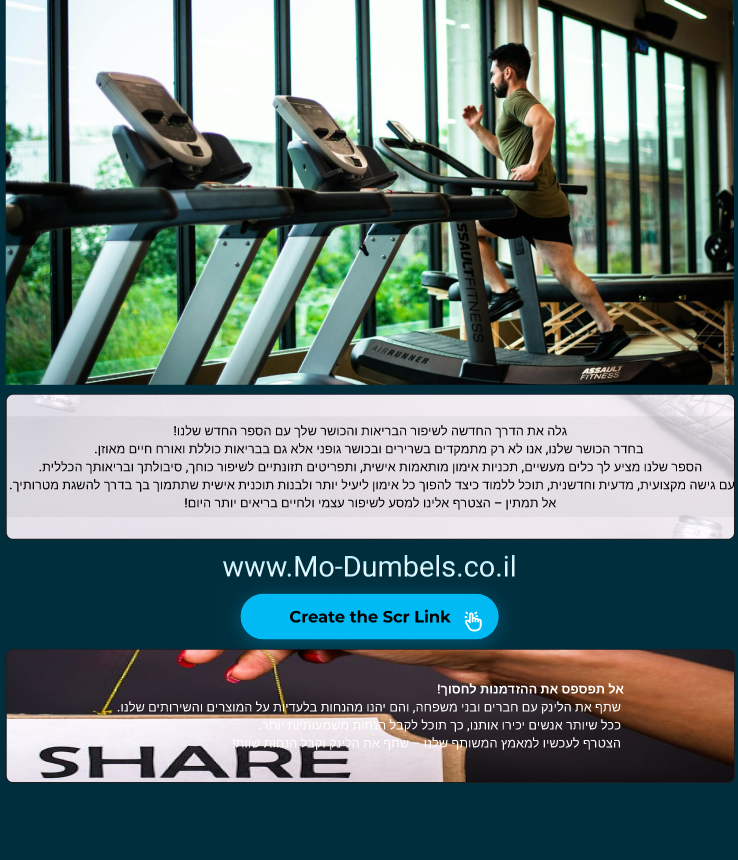 ASSAULT FITNESS
AIRRUNNER
ASSAULT
FITNESS
גלה את הדרך החדשה לשיפור הבריאות והכושר שלך עם הספר החדש שלנו!
בחדר הכושר שלנו, אנו לא רק מתמקדים בשרירים ובכושר גופני אלא גם בבריאות כוללת ואורח חיים מאוזן.
הספר שלנו מציע לך כלים מעשיים, תכניות אימון מותאמות אישית, ותפריטים תזונתיים לשיפור כוחך, סיבולתך ובריאותך הכללית.
עם גישה מקצועית, מדעית וחדשנית, תוכל ללמוד כיצד להפוך כל אימון ליעיל יותר ולבנות תוכנית אישית שתתמוך בך בדרך להשגת מטרותיך.
אל תמתין – הצטרף אלינו למסע לשיפור עצמי ולחיים בריאים יותר היום!
www.Mo-Dumbels.co.il
Create the Scr Link
אל תפספס את ההזדמנות לחסוך!
שתף את הלינק עם חברים ובני משפחה, והם יהנו מהנחות בלעדיות על המוצרים והשירותים שלנו.
ככל שיותר אנשים יכירו אותנו, כך תוכל לקבל הנחות משמעותיות יותר.
הצטרף לעכשיו למאמץ המשותף שלנו – שתף את הלינק וקבל הנחות שוות!
SHARE